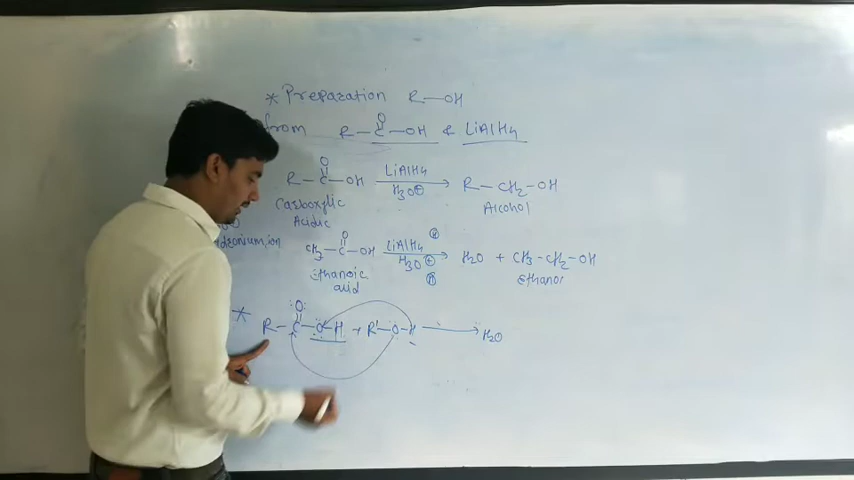 * Preparation R—OH
from R—C(=O)—OH & LiAlH4
R—C(=O)—OH —LiAlH4 / H3O⊕→ R—CH2—OH
Carboxylic Acidic Alcohol
CH3—C(=O)—OH —LiAlH4 / H3O⊕→ H2O + CH3—CH2—OH
Ethanoic acid Ethanol
* R—C(=O)—O—H + R'—O—H → H2O